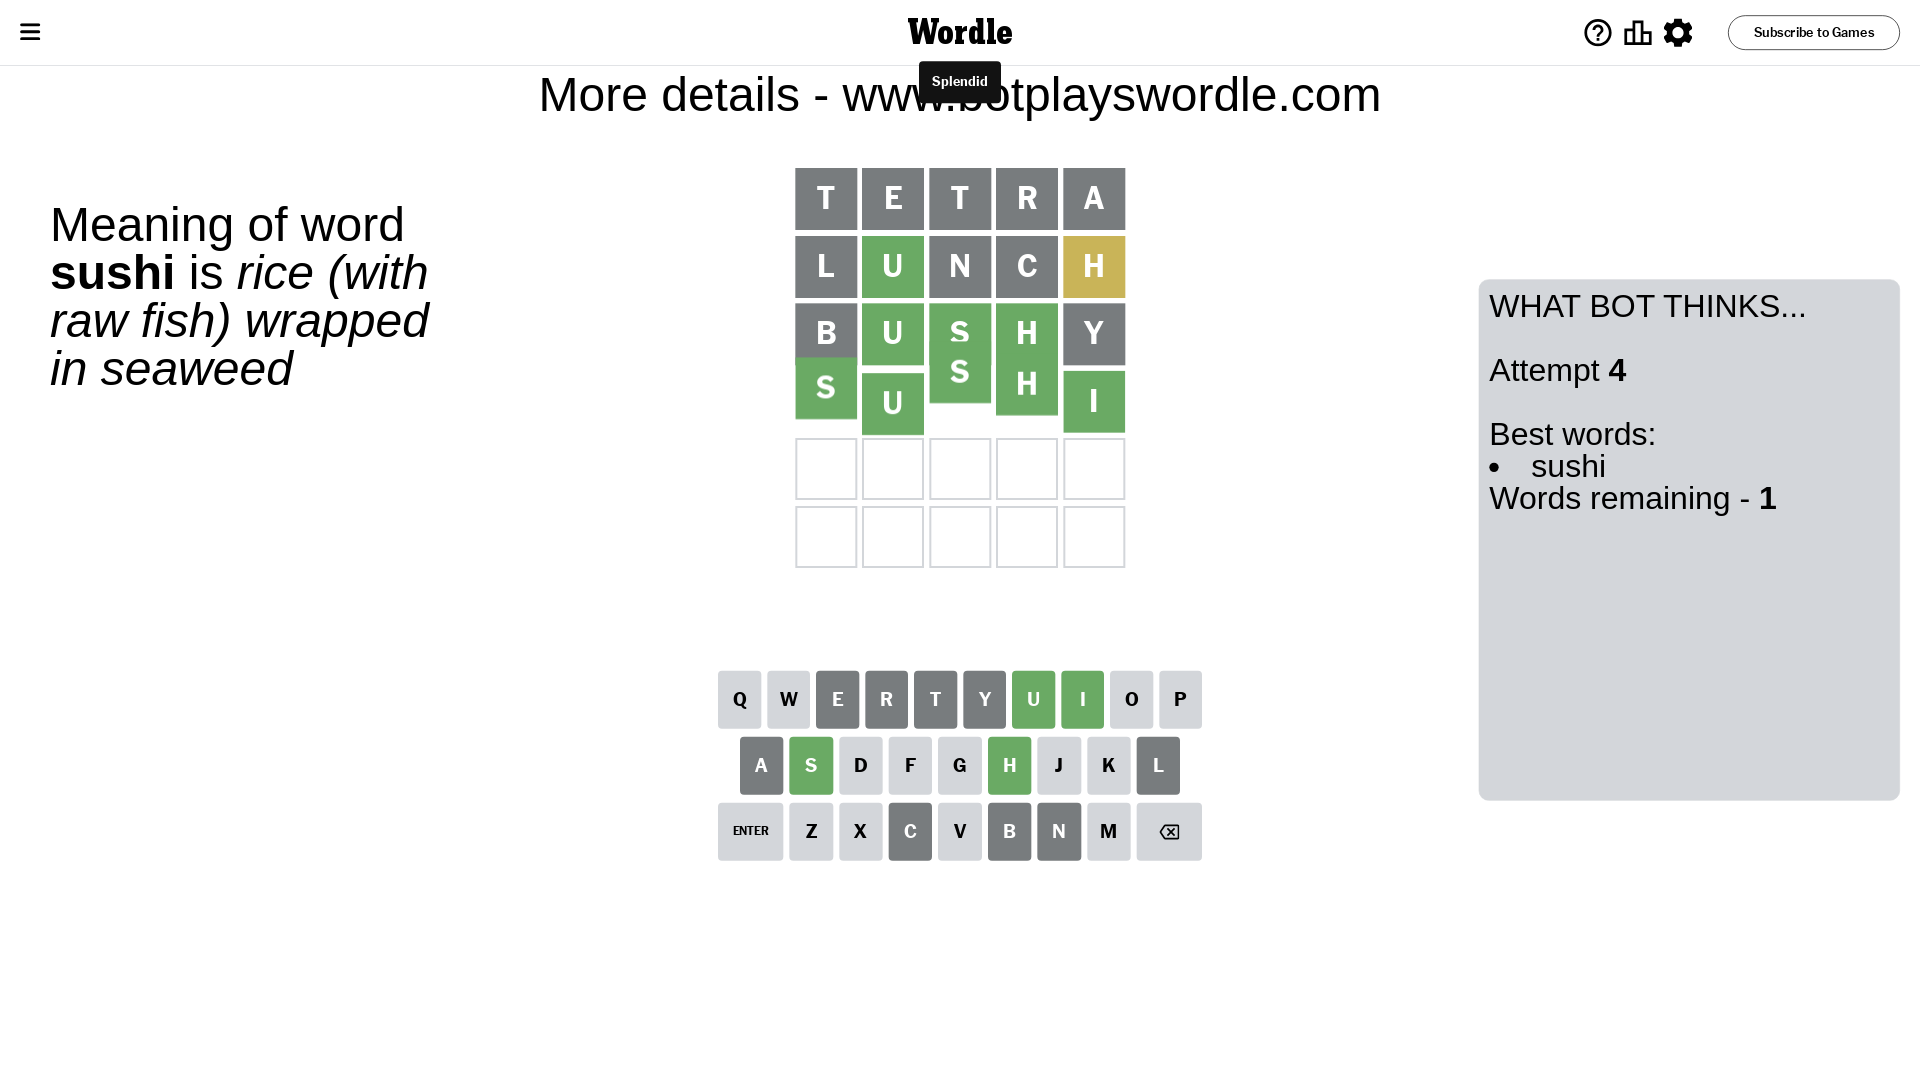 Wordle
Subscribe to Games
Splendid
More details - www.botplayswordle.com
Meaning of word
sushi is rice (with
raw fish) wrapped
in seaweed
T E T R A
L U N C H
B U S H Y
S U S H I
WHAT BOT THINKS...
Attempt 4
Best words:
• sushi
Words remaining - 1
Q W E R T Y U I O P
A S D F G H J K L
ENTER Z X C V B N M